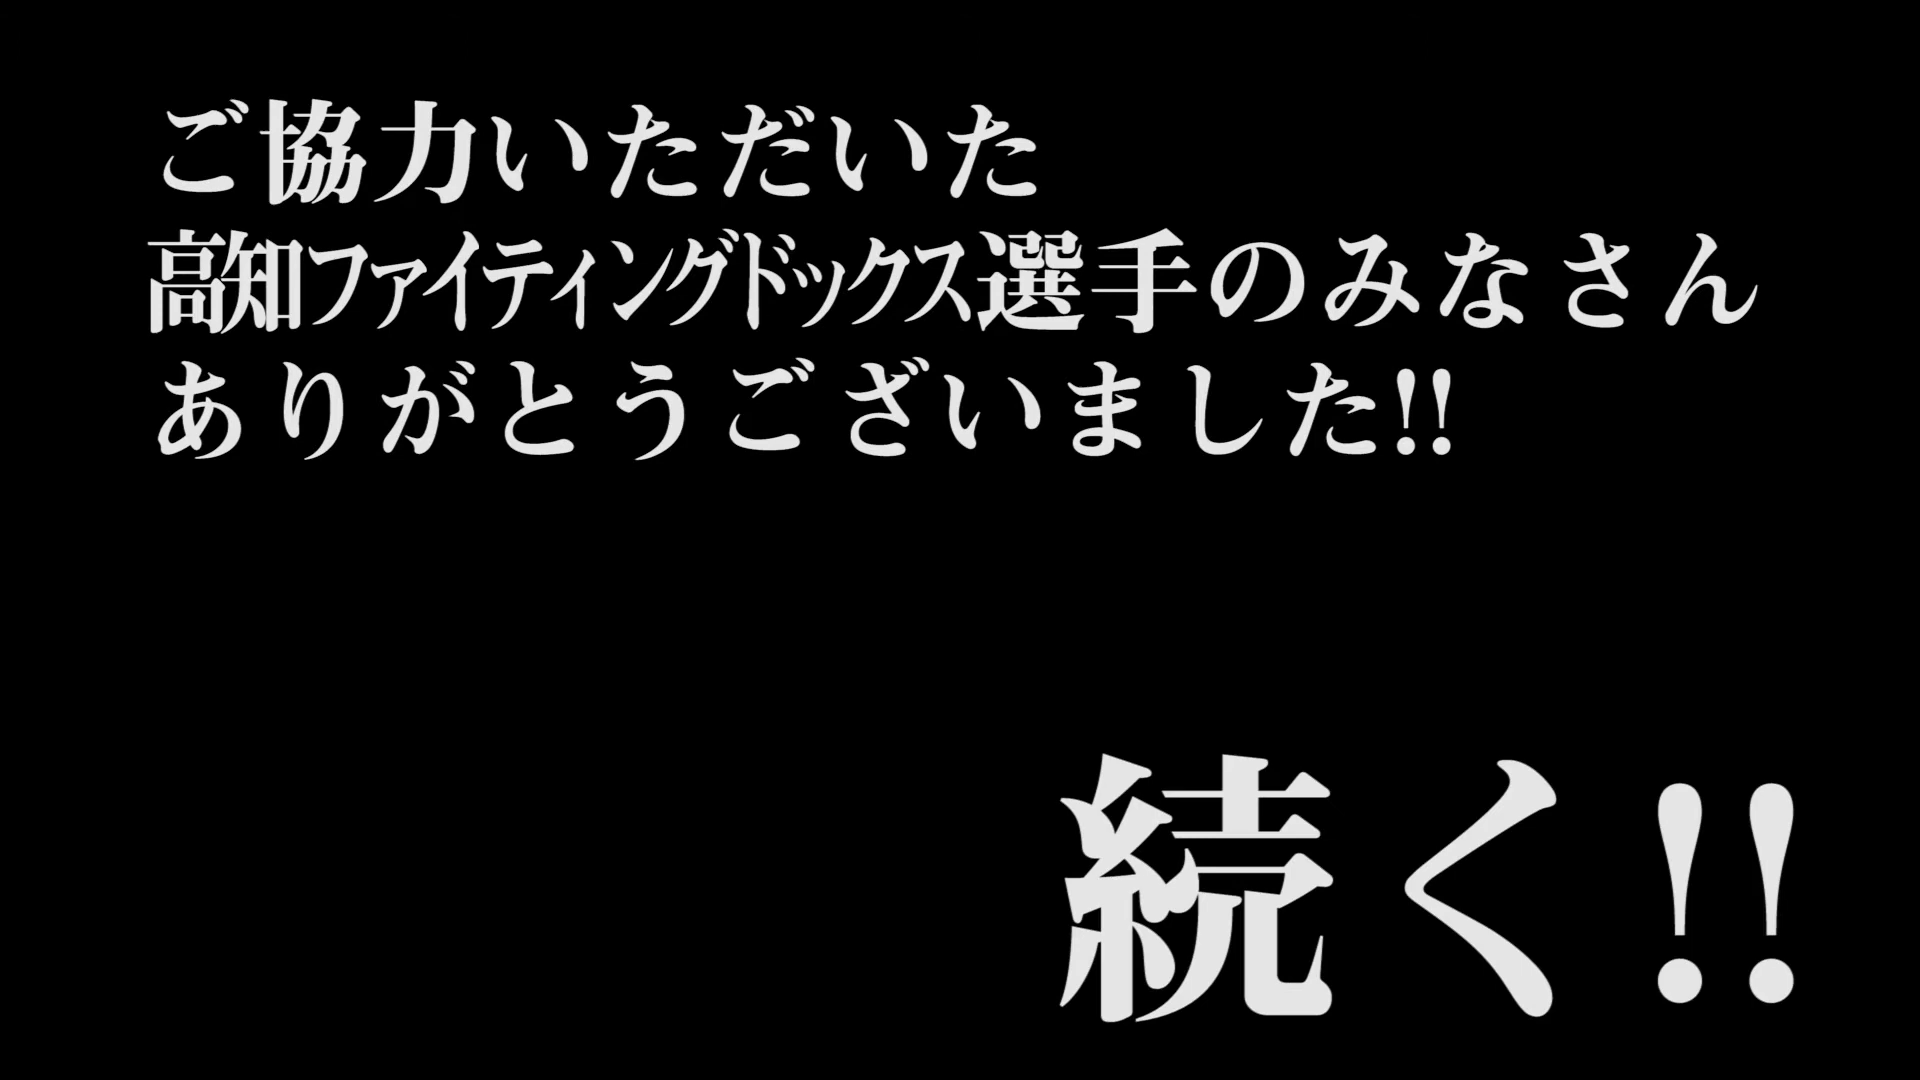 ご協力いただいた
高知ファイティングドックス選手のみなさん
ありがとうございました!!
続く!!